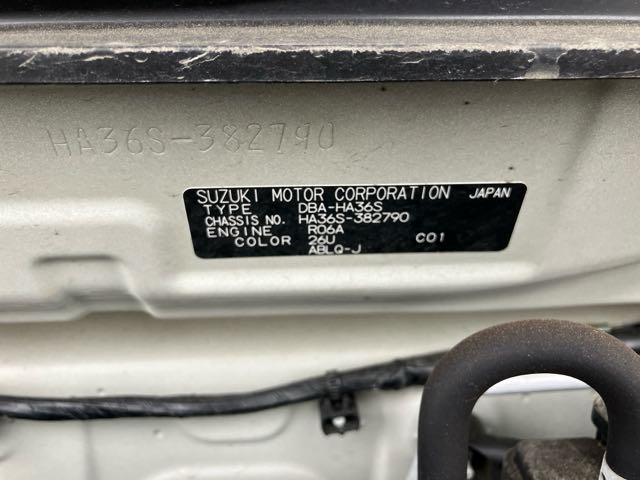 HA36S-382790
SUZUKI MOTOR CORPORATION JAPAN
TYPE DBA-HA36S
CHASSIS NO. HA36S-382790
ENGINE R06A
COLOR 26U C01
ABLQ-J